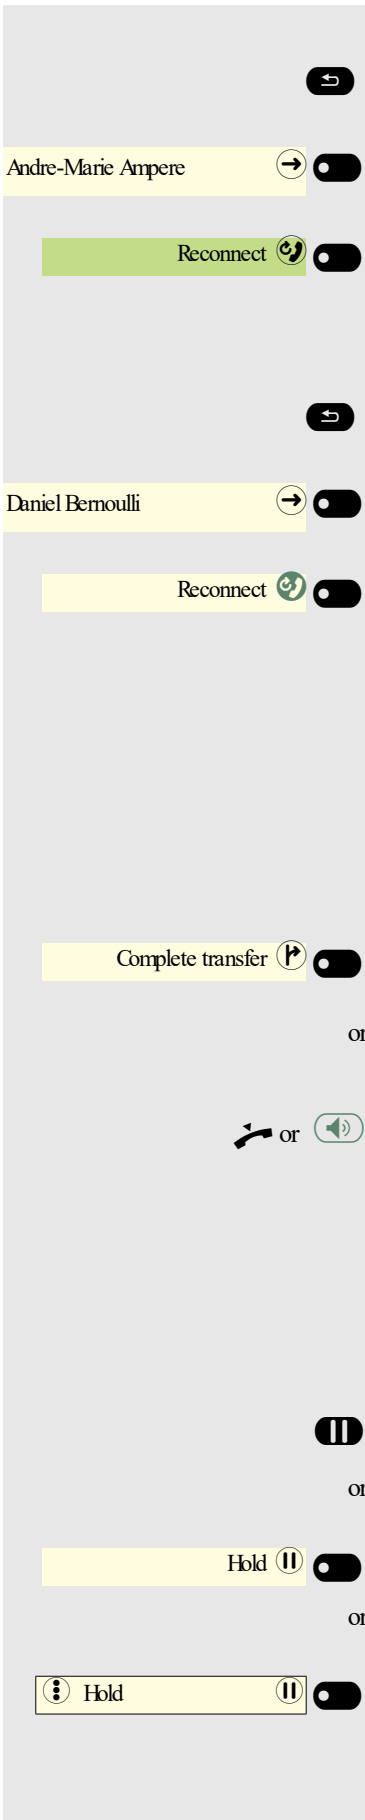 Andre-Marie Ampere
Reconnect
Daniel Bernoulli
Reconnect
Complete transfer
or
or
or
Hold
or
Hold